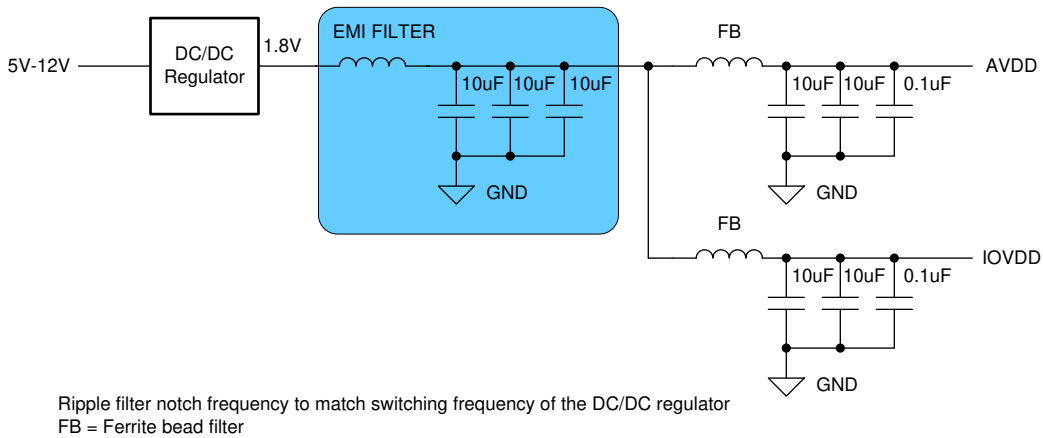 5V-12V
DC/DC
Regulator
1.8V
EMI FILTER
10uF 10uF 10uF
GND
FB
10uF 10uF 0.1uF
AVDD
GND
FB
10uF 10uF 0.1uF
IOVDD
GND
Ripple filter notch frequency to match switching frequency of the DC/DC regulator
FB = Ferrite bead filter